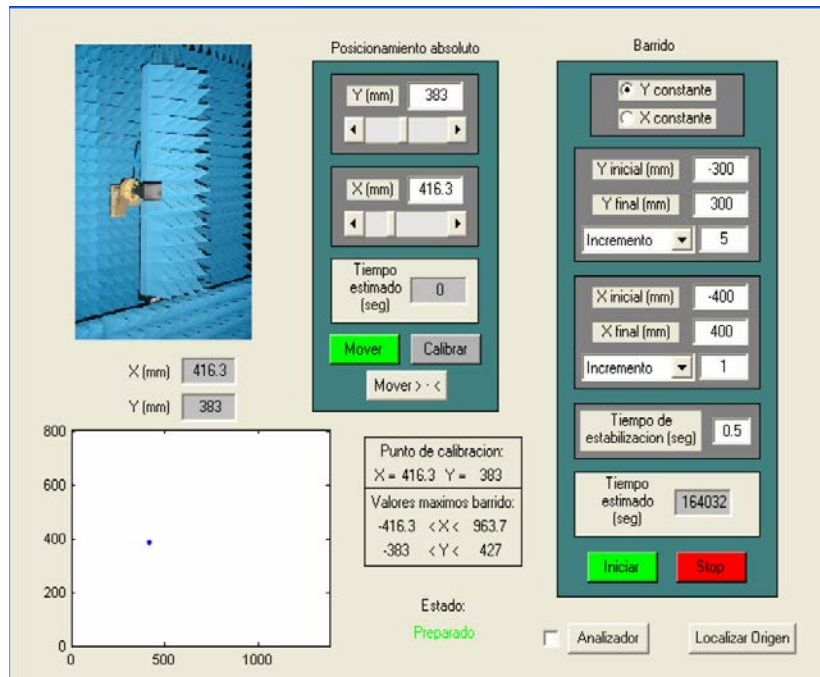 Posicionamiento absoluto
Y (mm) 383
X (mm) 416.3
Tiempo
estimado
(seg)
0
Mover Calibrar
Mover > · <
X (mm) 416.3
Y (mm) 383
800
600
400
200
0
0 500 1000
Punto de calibracion:
X = 416.3 Y = 383
Valores maximos barrido:
-416.3 < X < 963.7
-383 < Y < 427
Estado:
Preparado
Barrido
Y constante
X constante
Y inicial (mm) -300
Y final (mm) 300
Incremento 5
X inicial (mm) -400
X final (mm) 400
Incremento 1
Tiempo de
estabilizacion (seg)
0.5
Tiempo
estimado
(seg)
164032
Iniciar Stop
Analizador Localizar Origen